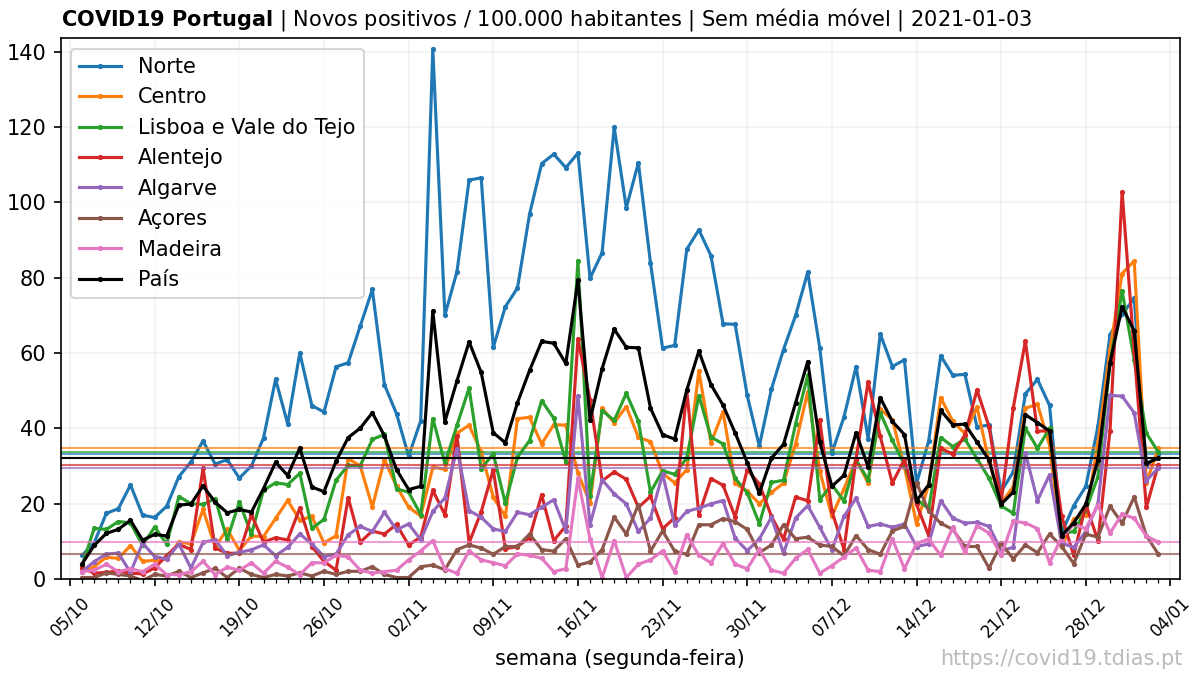 COVID19 Portugal | Novos positivos / 100.000 habitantes | Sem média móvel | 2021-01-03
Norte
Centro
Lisboa e Vale do Tejo
Alentejo
Algarve
Açores
Madeira
País
140
120
100
80
60
40
20
0
05/10 12/10 19/10 26/10 02/11 09/11 16/11 23/11 30/11 07/12 14/12 21/12 28/12 04/01
semana (segunda-feira)
https://covid19.tdias.pt